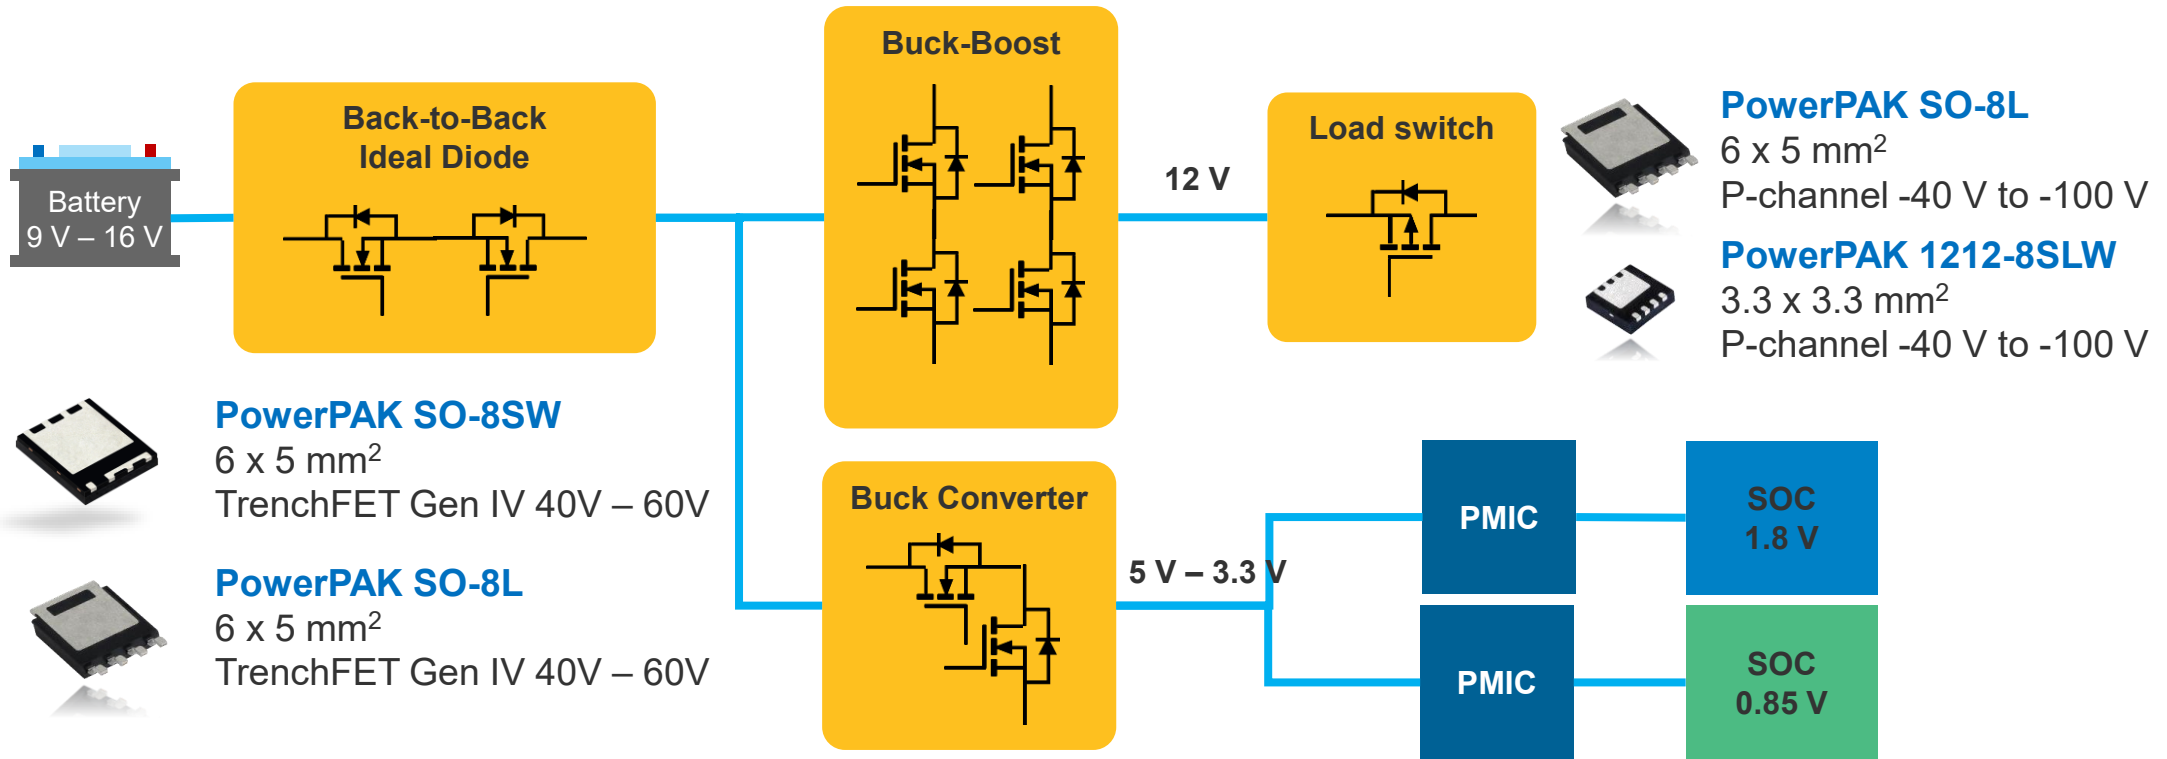 Buck-Boost
Back-to-Back
Ideal Diode
Load switch
PowerPAK SO-8L
6 x 5 mm²
P-channel -40 V to -100 V
12 V
Battery
9 V – 16 V
PowerPAK 1212-8SLW
3.3 x 3.3 mm²
P-channel -40 V to -100 V
PowerPAK SO-8SW
6 x 5 mm²
TrenchFET Gen IV 40V – 60V
Buck Converter
PMIC
SOC
1.8 V
5 V – 3.3 V
PowerPAK SO-8L
6 x 5 mm²
TrenchFET Gen IV 40V – 60V
PMIC
SOC
0.85 V